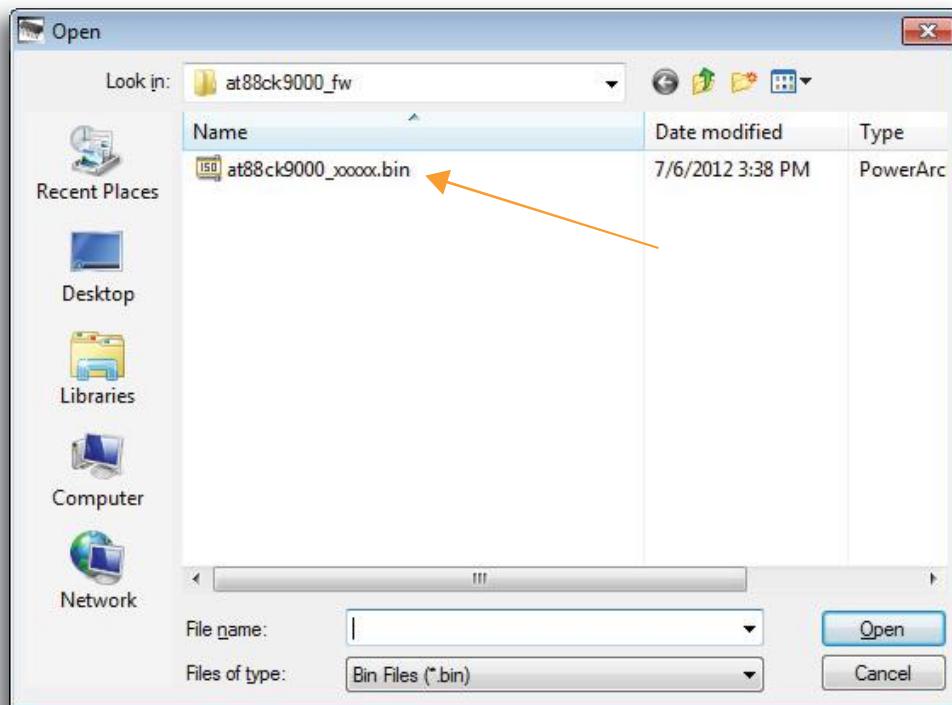 Open
Look in:
at88ck9000_fw
Name
Date modified
Type
ISO
at88ck9000_xxxxx.bin
7/6/2012 3:38 PM
PowerArc
Recent Places
Desktop
Libraries
Computer
Network
File name:
Open
Files of type:
Bin Files (*.bin)
Cancel